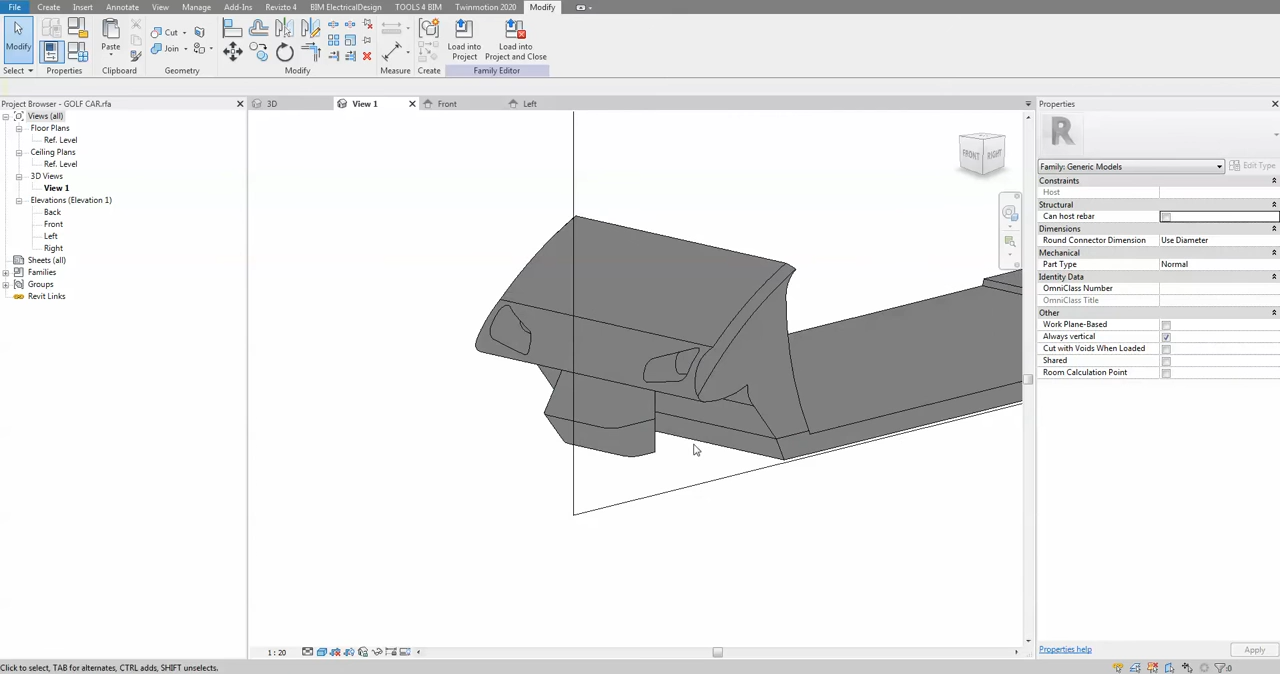 File Create Insert Annotate View Manage Add-Ins Revizto 4 BIM ElectricalDesign TOOLS 4 BIM Twinmotion 2020 Modify
Modify Paste Cut Join Load into Project Load into Project and Close
Select Properties Clipboard Geometry Modify Measure Create Family Editor
Project Browser - GOLF CAR.rfa
3D View 1 Front Left
Properties
Views (all)
Floor Plans
Ref. Level
Ceiling Plans
Ref. Level
3D Views
View 1
Elevations (Elevation 1)
Back
Front
Left
Right
Sheets (all)
Families
Groups
Revit Links
FRONT RIGHT
R
Family: Generic Models Edit Type
Constraints
Host
Structural
Can host rebar
Dimensions
Round Connector Dimension Use Diameter
Mechanical
Part Type Normal
Identity Data
OmniClass Number
OmniClass Title
Other
Work Plane-Based
Always vertical
Cut with Voids When Loaded
Shared
Room Calculation Point
1 : 20
Properties help Apply
Click to select, TAB for alternates, CTRL adds, SHIFT unselects. :0